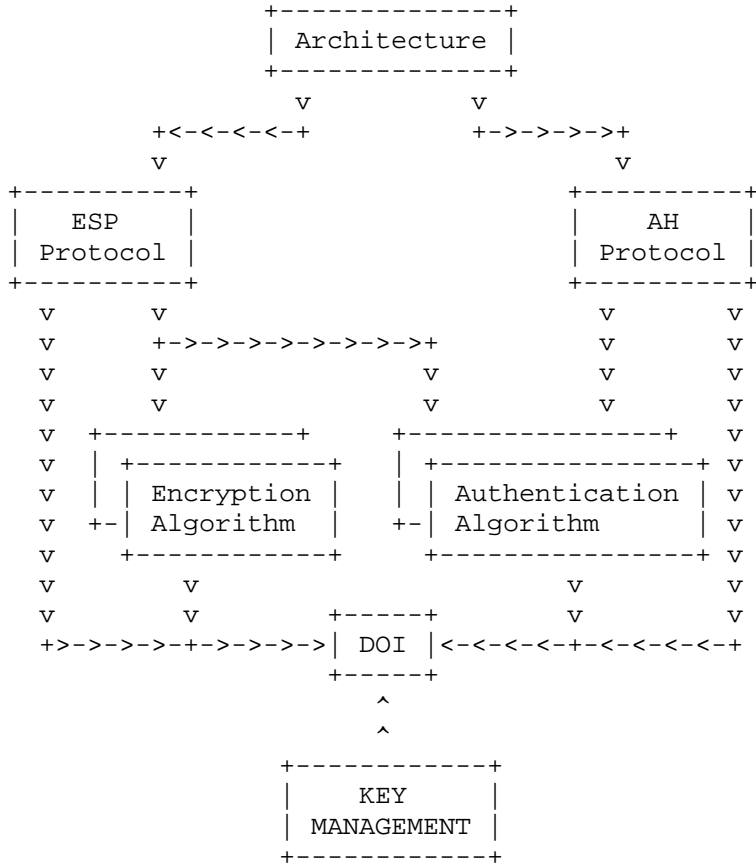 Architecture
ESP
Protocol
AH
Protocol
Encryption
Algorithm
Authentication
Algorithm
DOI
KEY
MANAGEMENT